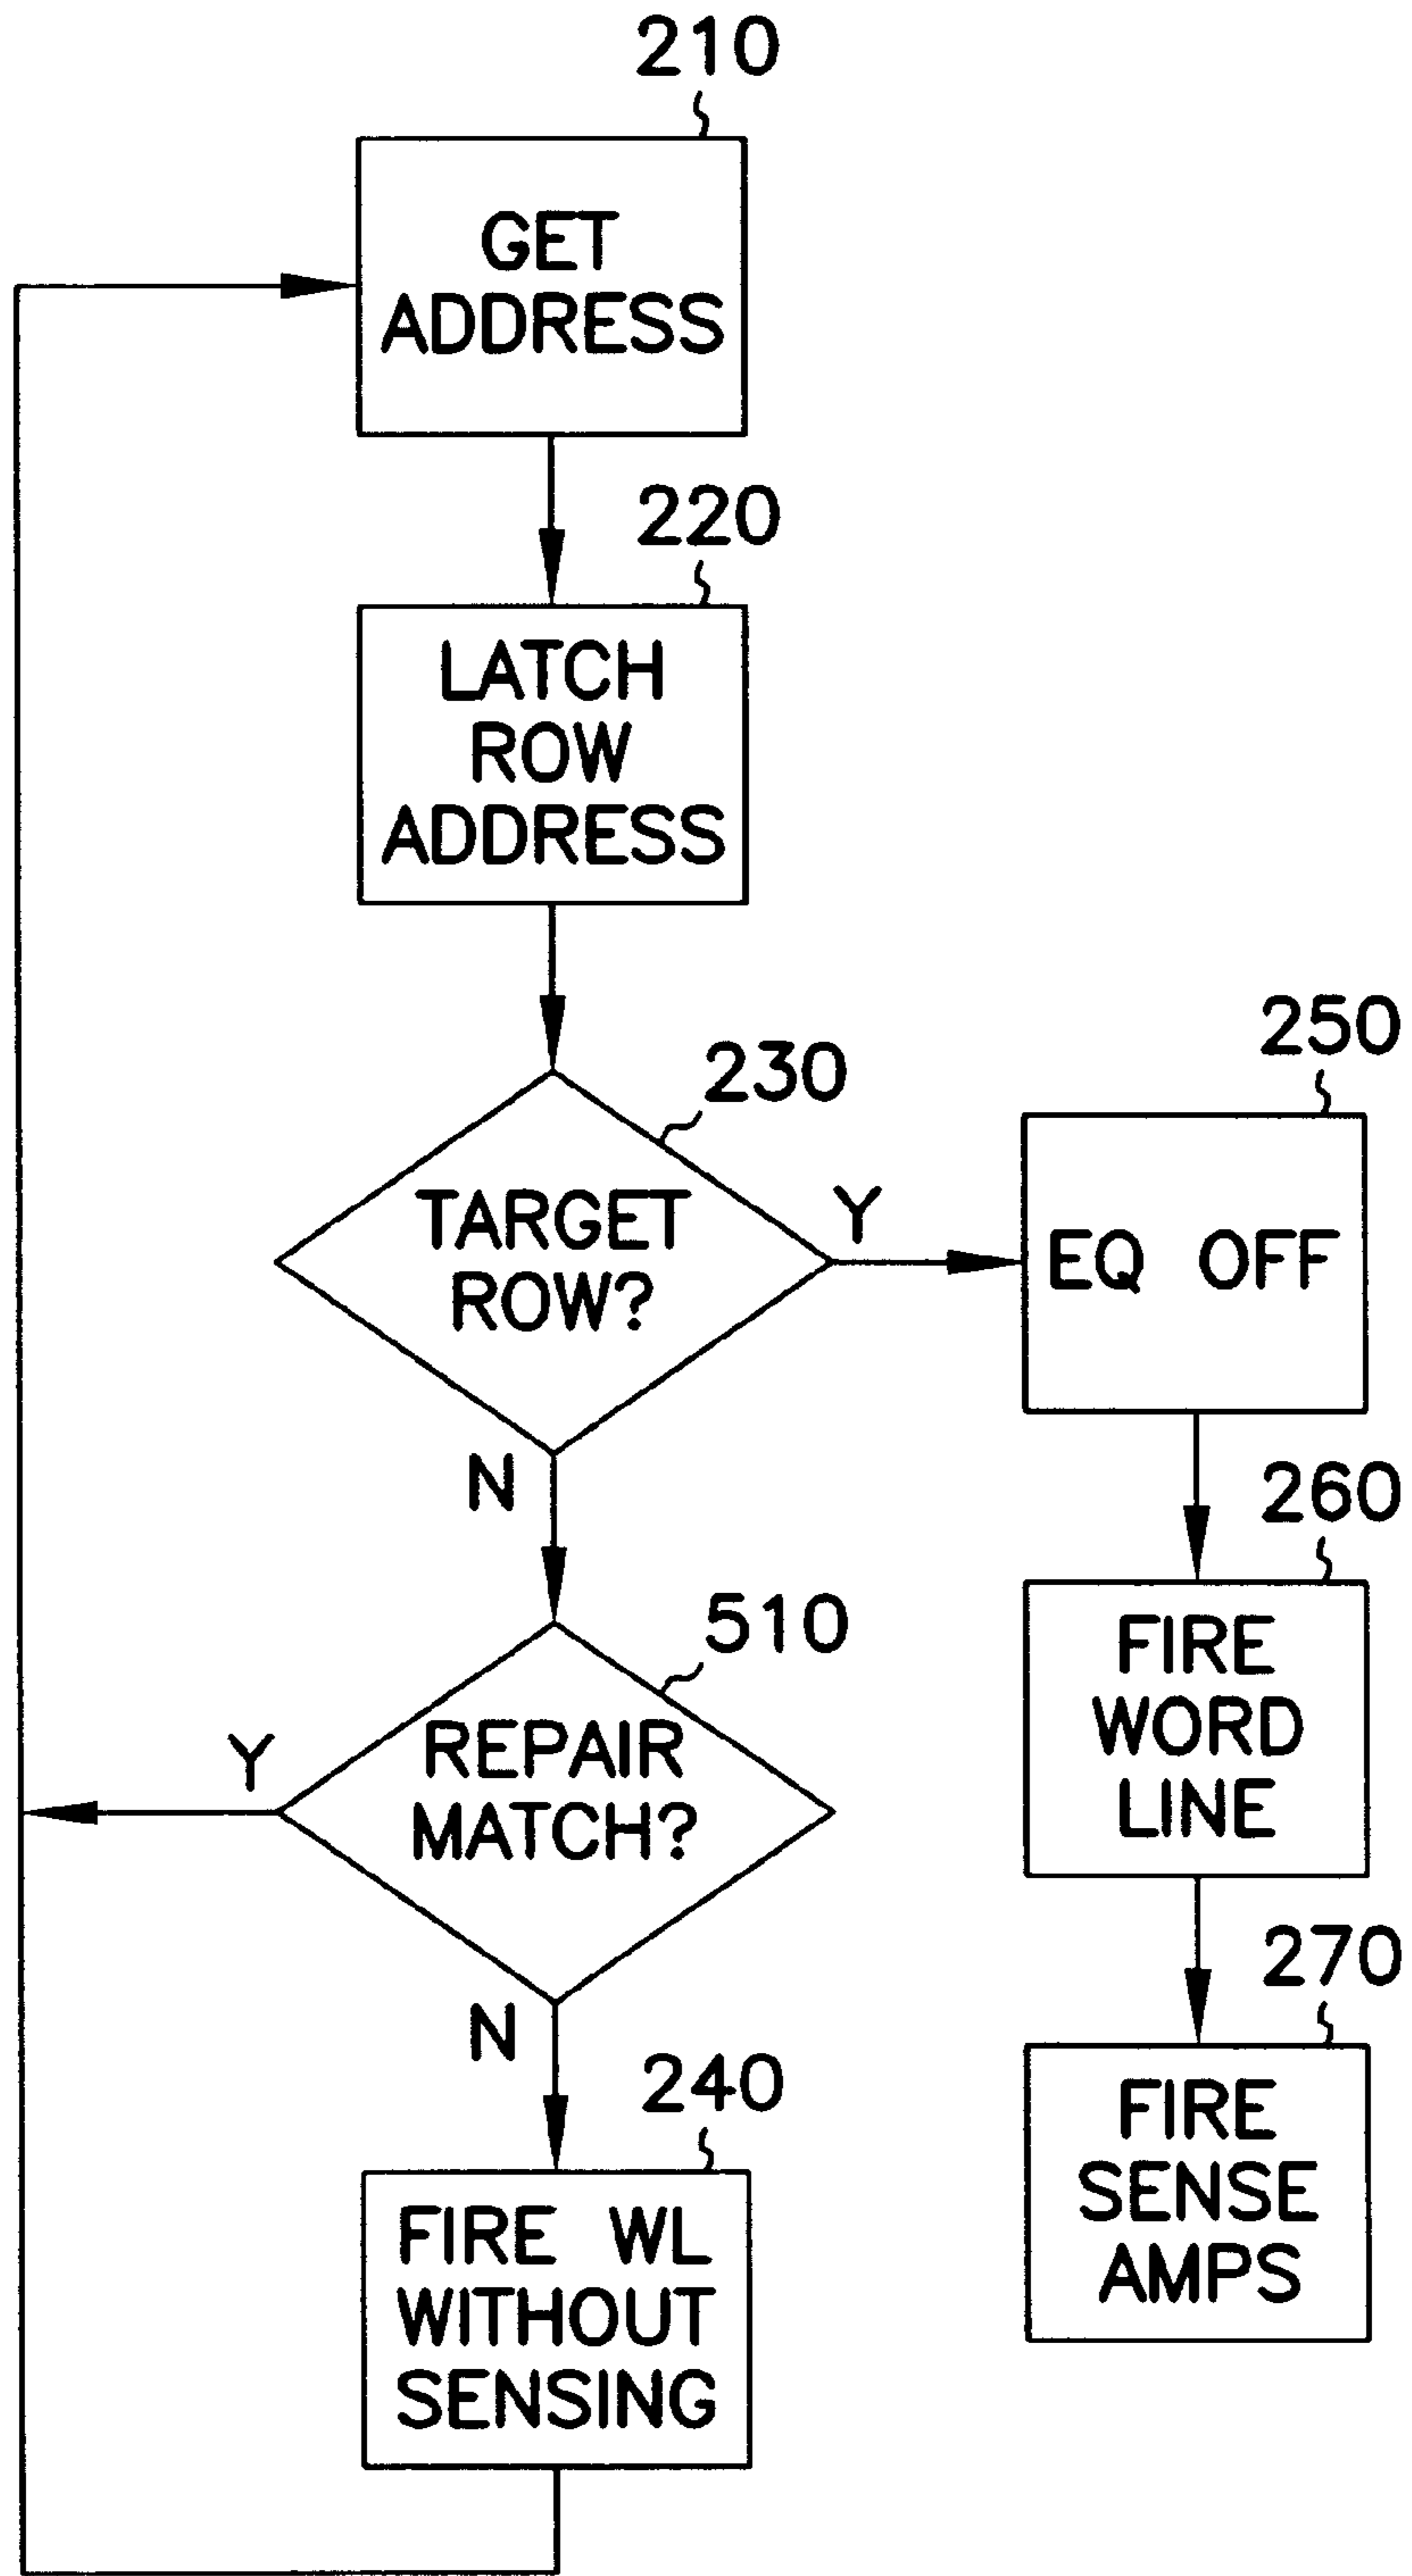 210
GET
ADDRESS
220
LATCH
ROW
ADDRESS
230
TARGET
ROW?
Y
N
250
EQ OFF
260
FIRE
WORD
LINE
270
FIRE
SENSE
AMPS
510
REPAIR
MATCH?
Y
N
240
FIRE WL
WITHOUT
SENSING